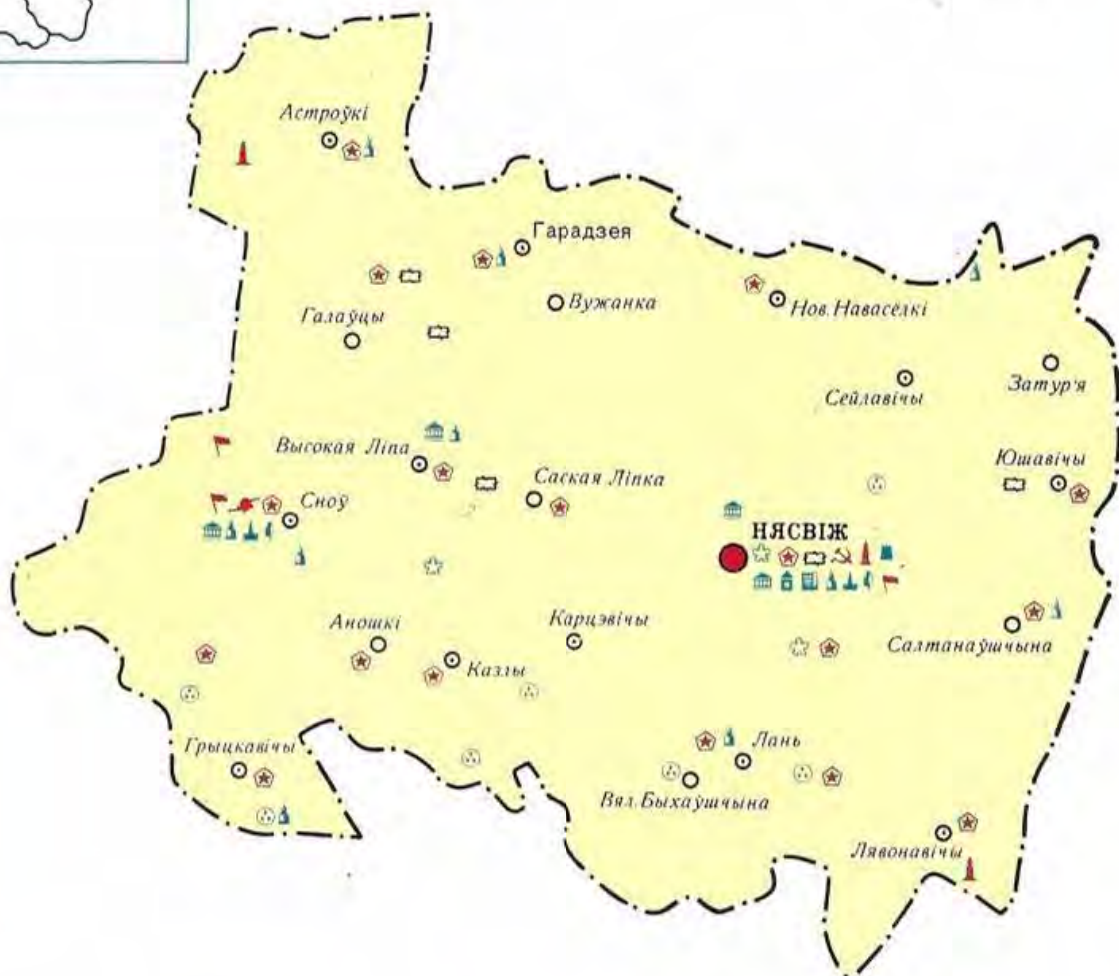 Астроўкі
Гарадзея
Вужанка
Нов. Наваселкі
Галаўцы
Сейлавічы
Затур'я
Высокая Ліпа
Саская Ліпка
Юшавічы
Сноў
НЯСВІЖ
Аношкі
Казлы
Карцэвічы
Салтанаўшчына
Грыцкавічы
Лань
Вял. Быхаўшчына
Лявонавічы